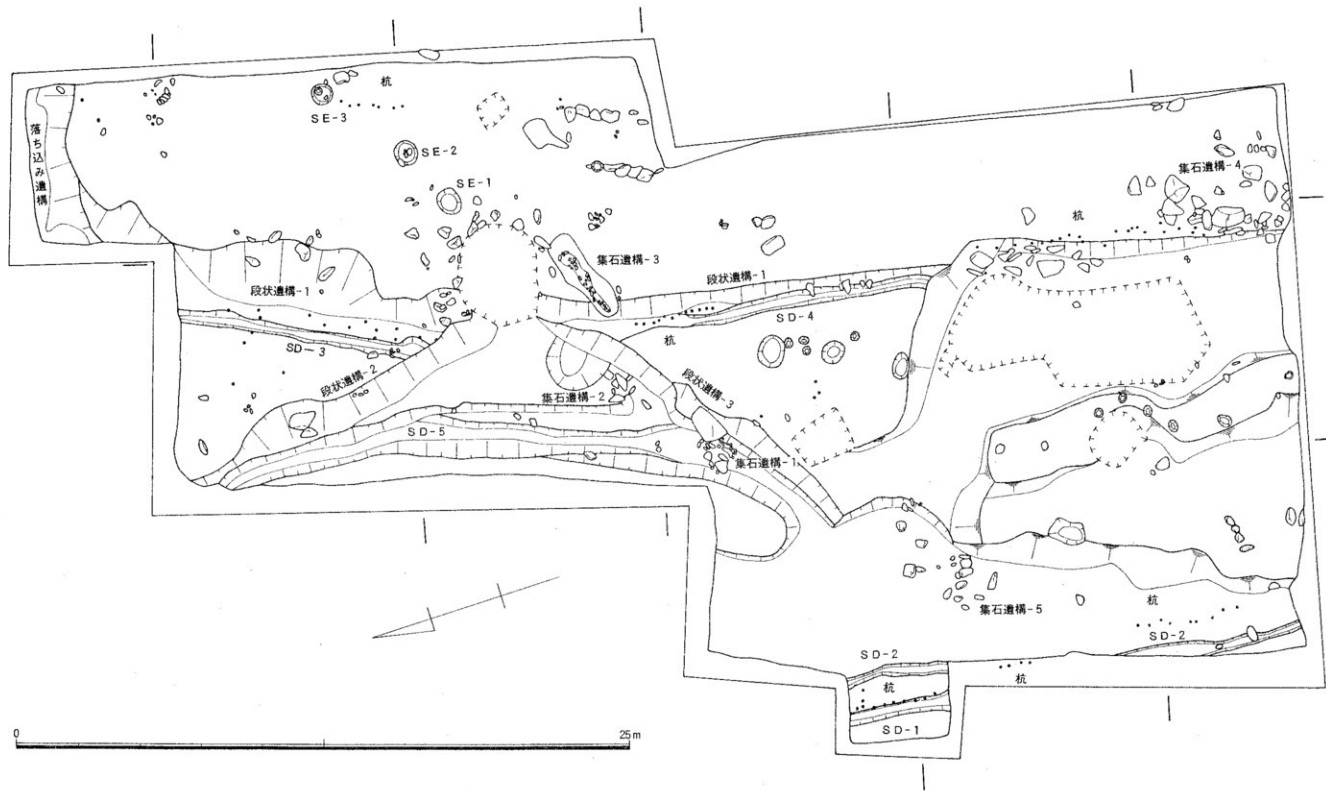 杭
SE-3
落ち込み遺構
SE-2
集石遺構-4
SE-1
杭
集石遺構-3
段状遺構-1
段状遺構-1
SD-4
杭
SD-3
段状遺構-2
段状遺構-3
集石遺構-2
SD-5
集石遺構-1
集石遺構-5
杭
SD-2
SD-2
杭
杭
SD-1
0
25m